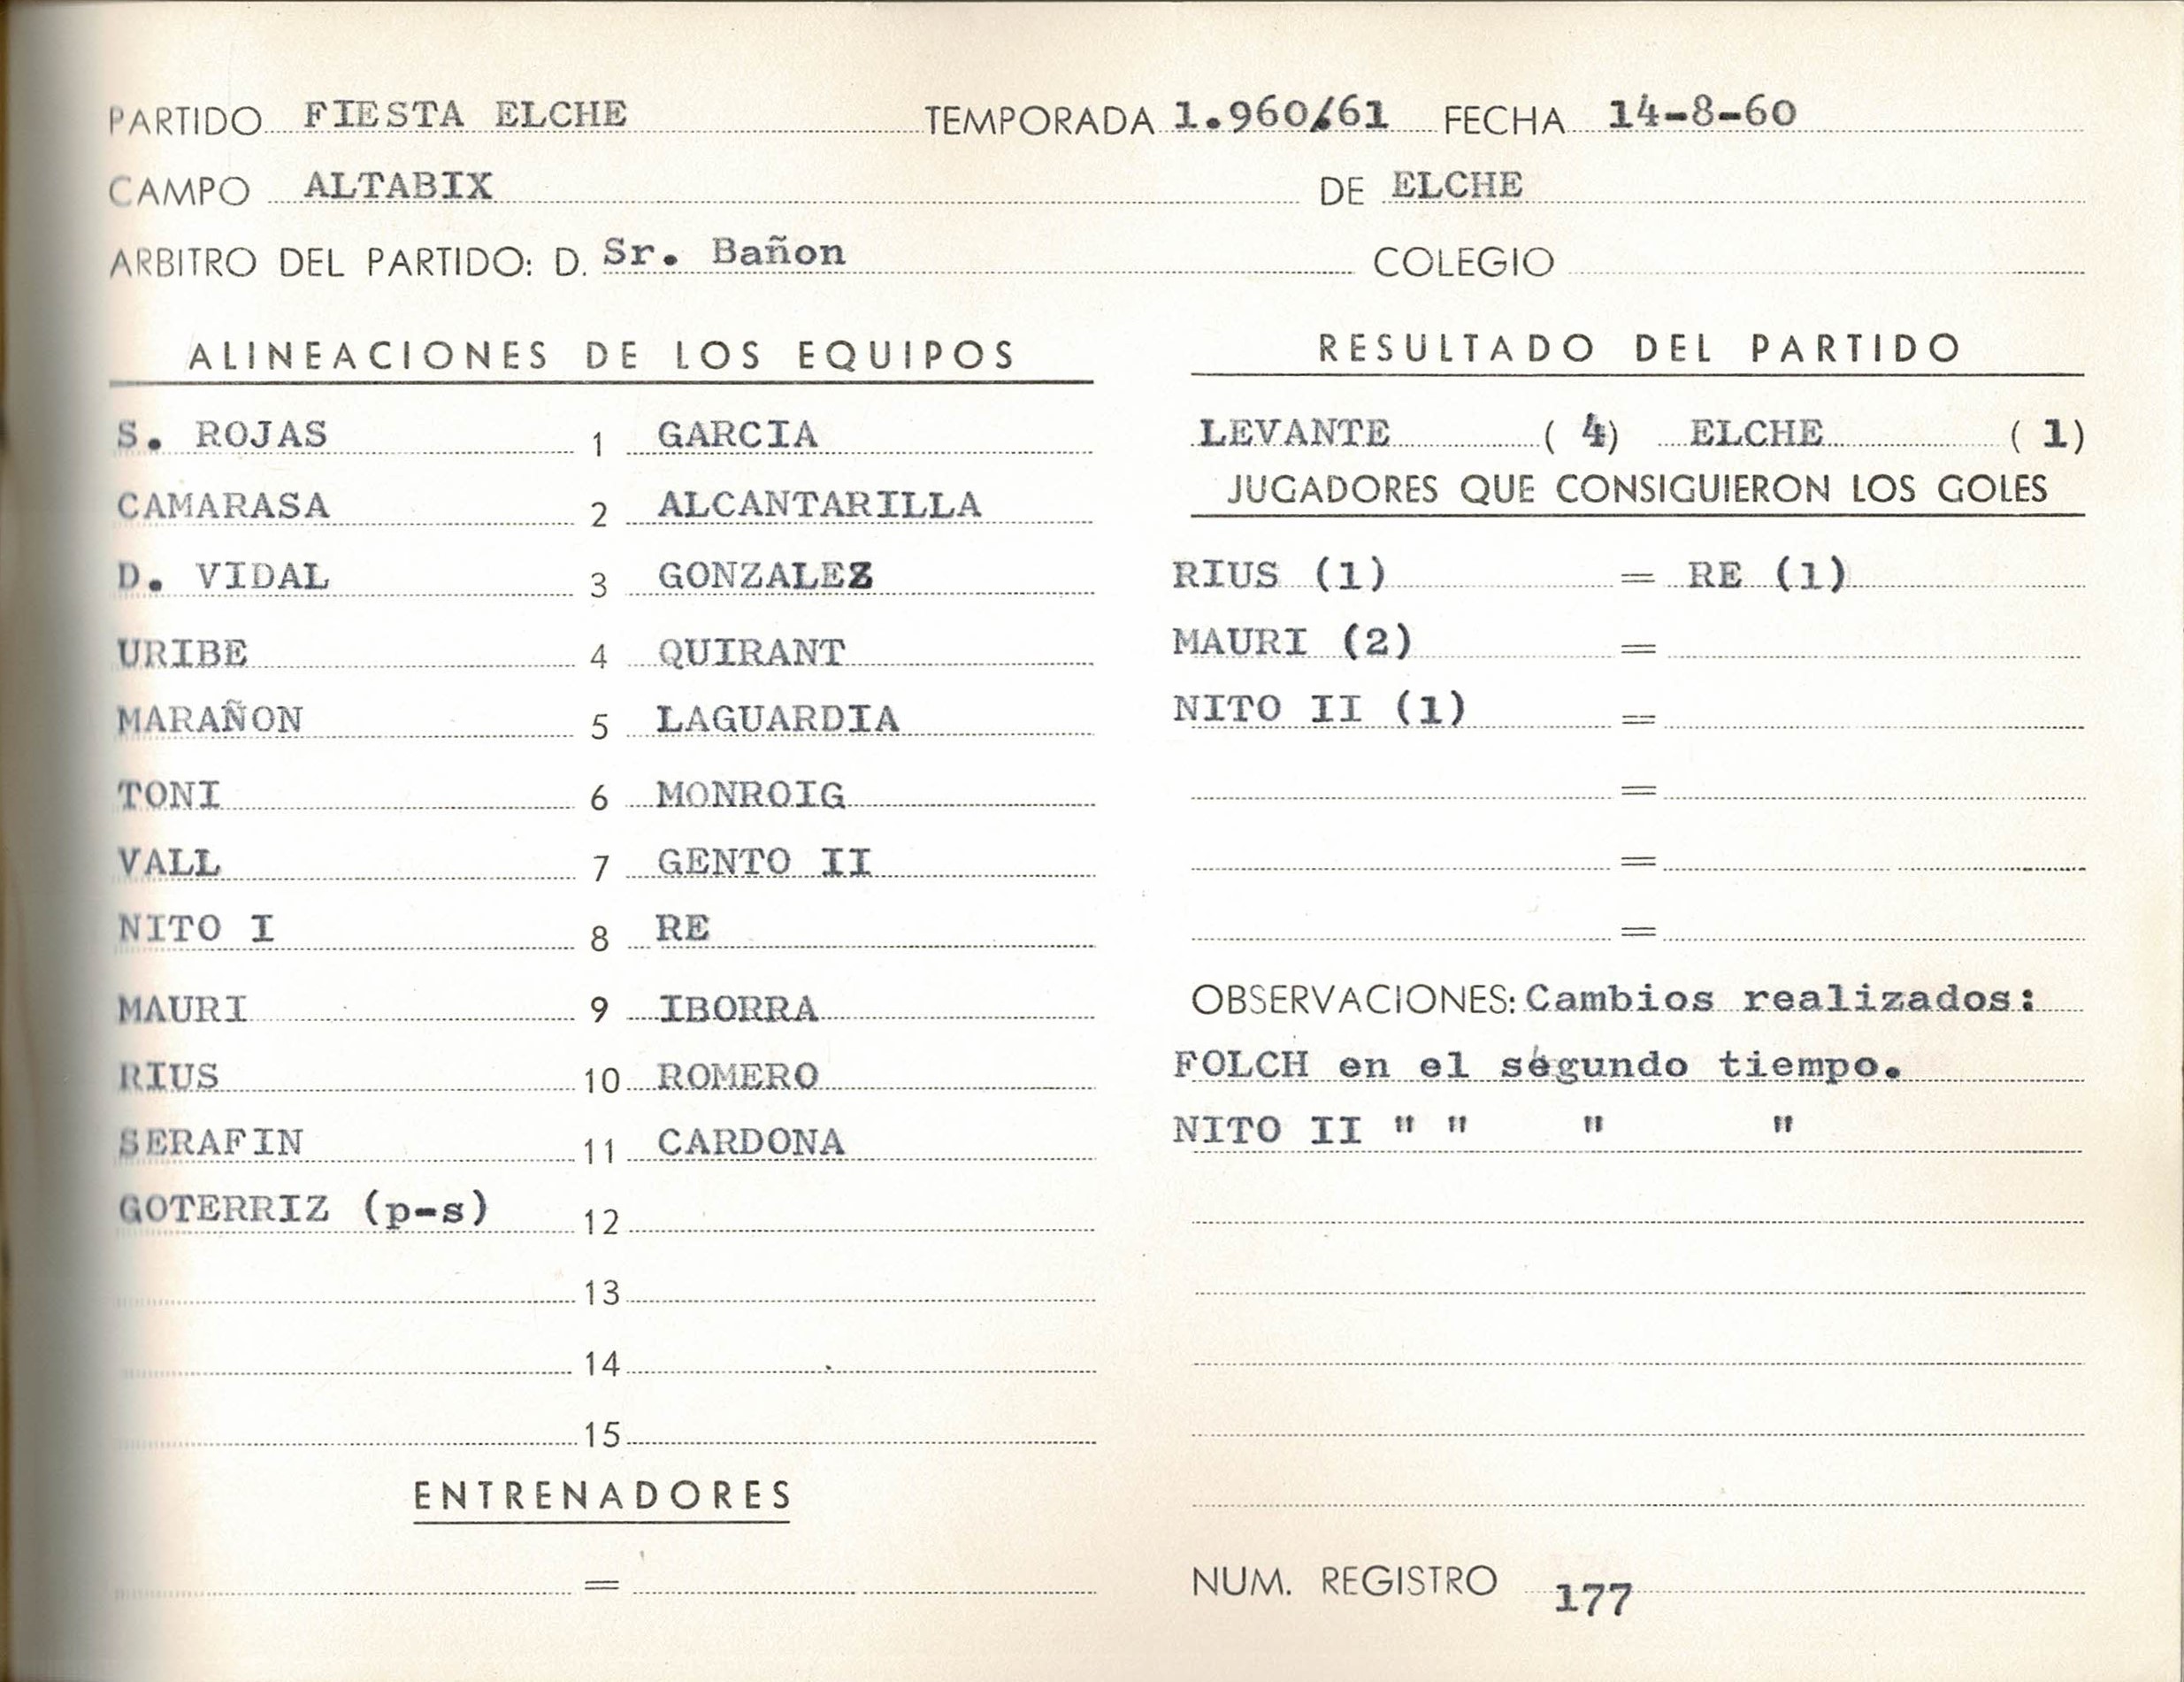 PARTIDO FIESTA ELCHE TEMPORADA 1.960/61 FECHA 14-8-60
CAMPO ALTABIX DE ELCHE
ARBITRO DEL PARTIDO: D. Sr. Bañon COLEGIO
ALINEACIONES DE LOS EQUIPOS
S. ROJAS 1 GARCIA
CAMARASA 2 ALCANTARILLA
D. VIDAL 3 GONZALEZ
URIBE 4 QUIRANT
MARAÑON 5 LAGUARDIA
TONI 6 MONROIG
VALL 7 GENTO II
NITO I 8 RE
MAURI 9 IBORRA
RIUS 10 ROMERO
SERAFIN 11 CARDONA
GOTERRIZ (p-s) 12
13
14
15
ENTRENADORES
=
RESULTADO DEL PARTIDO
LEVANTE ( 4) ELCHE ( 1)
JUGADORES QUE CONSIGUIERON LOS GOLES
RIUS (1) = RE (1)
MAURI (2) =
NITO II (1) =
=
=
=
OBSERVACIONES: Cambios realizados:
FOLCH en el segundo tiempo.
NITO II " " " "
NUM. REGISTRO 177